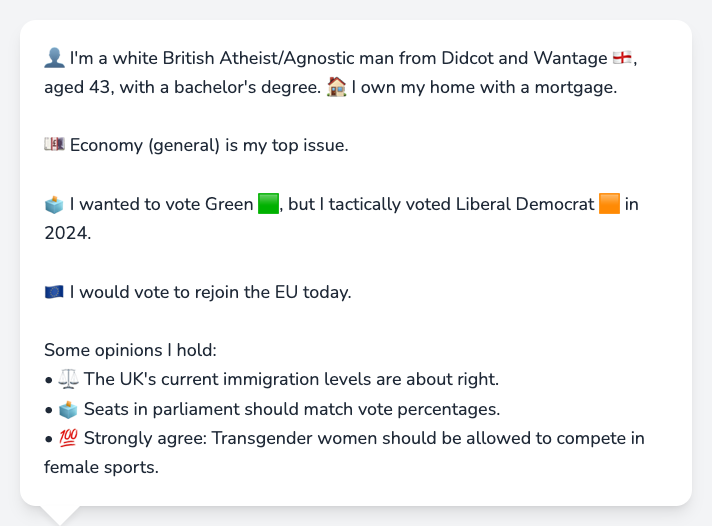 👤 I'm a white British Atheist/Agnostic man from Didcot and Wantage 🏴󠁧󠁢󠁥󠁮󠁧󠁿,
aged 43, with a bachelor's degree. 🏠 I own my home with a mortgage.
💷 Economy (general) is my top issue.
🗳️ I wanted to vote Green 🟩, but I tactically voted Liberal Democrat 🟧 in
2024.
🇪🇺 I would vote to rejoin the EU today.
Some opinions I hold:
• ⚖️ The UK's current immigration levels are about right.
• 🗳️ Seats in parliament should match vote percentages.
• 💯 Strongly agree: Transgender women should be allowed to compete in
female sports.